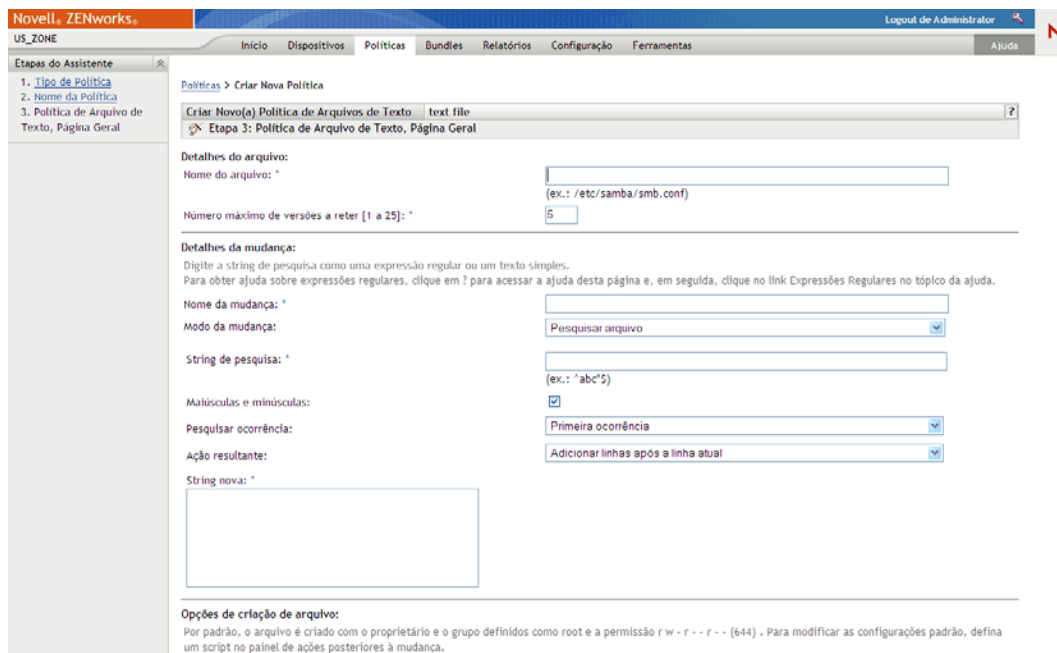 Novell® ZENworks®
Logout de Administrator
US_ZONE
Início Dispositivos Políticas Bundles Relatórios Configuração Ferramentas
Ajuda
Etapas do Assistente
1. Tipo de Política
2. Nome da Política
3. Política de Arquivo de
Texto, Página Geral
Políticas > Criar Nova Política
Criar Novo(a) Política de Arquivos de Texto text file
?
Etapa 3: Política de Arquivo de Texto, Página Geral
Detalhes do arquivo:
Nome do arquivo: *
(ex.: /etc/samba/smb.conf)
Número máximo de versões a reter [1 a 25]: *
5
Detalhes da mudança:
Digite a string de pesquisa como uma expressão regular ou um texto simples.
Para obter ajuda sobre expressões regulares, clique em ? para acessar a ajuda desta página e, em seguida, clique no link Expressões Regulares no tópico da ajuda.
Nome da mudança: *
Modo da mudança:
Pesquisar arquivo
String de pesquisa: *
(ex.: ^abc*$)
Maiúsculas e minúsculas:
Pesquisar ocorrência:
Primeira ocorrência
Ação resultante:
Adicionar linhas após a linha atual
String nova: *
Opções de criação de arquivo:
Por padrão, o arquivo é criado com o proprietário e o grupo definidos como root e a permissão r w - r - - r - - (644) . Para modificar as configurações padrão, defina
um script no painel de ações posteriores à mudança.